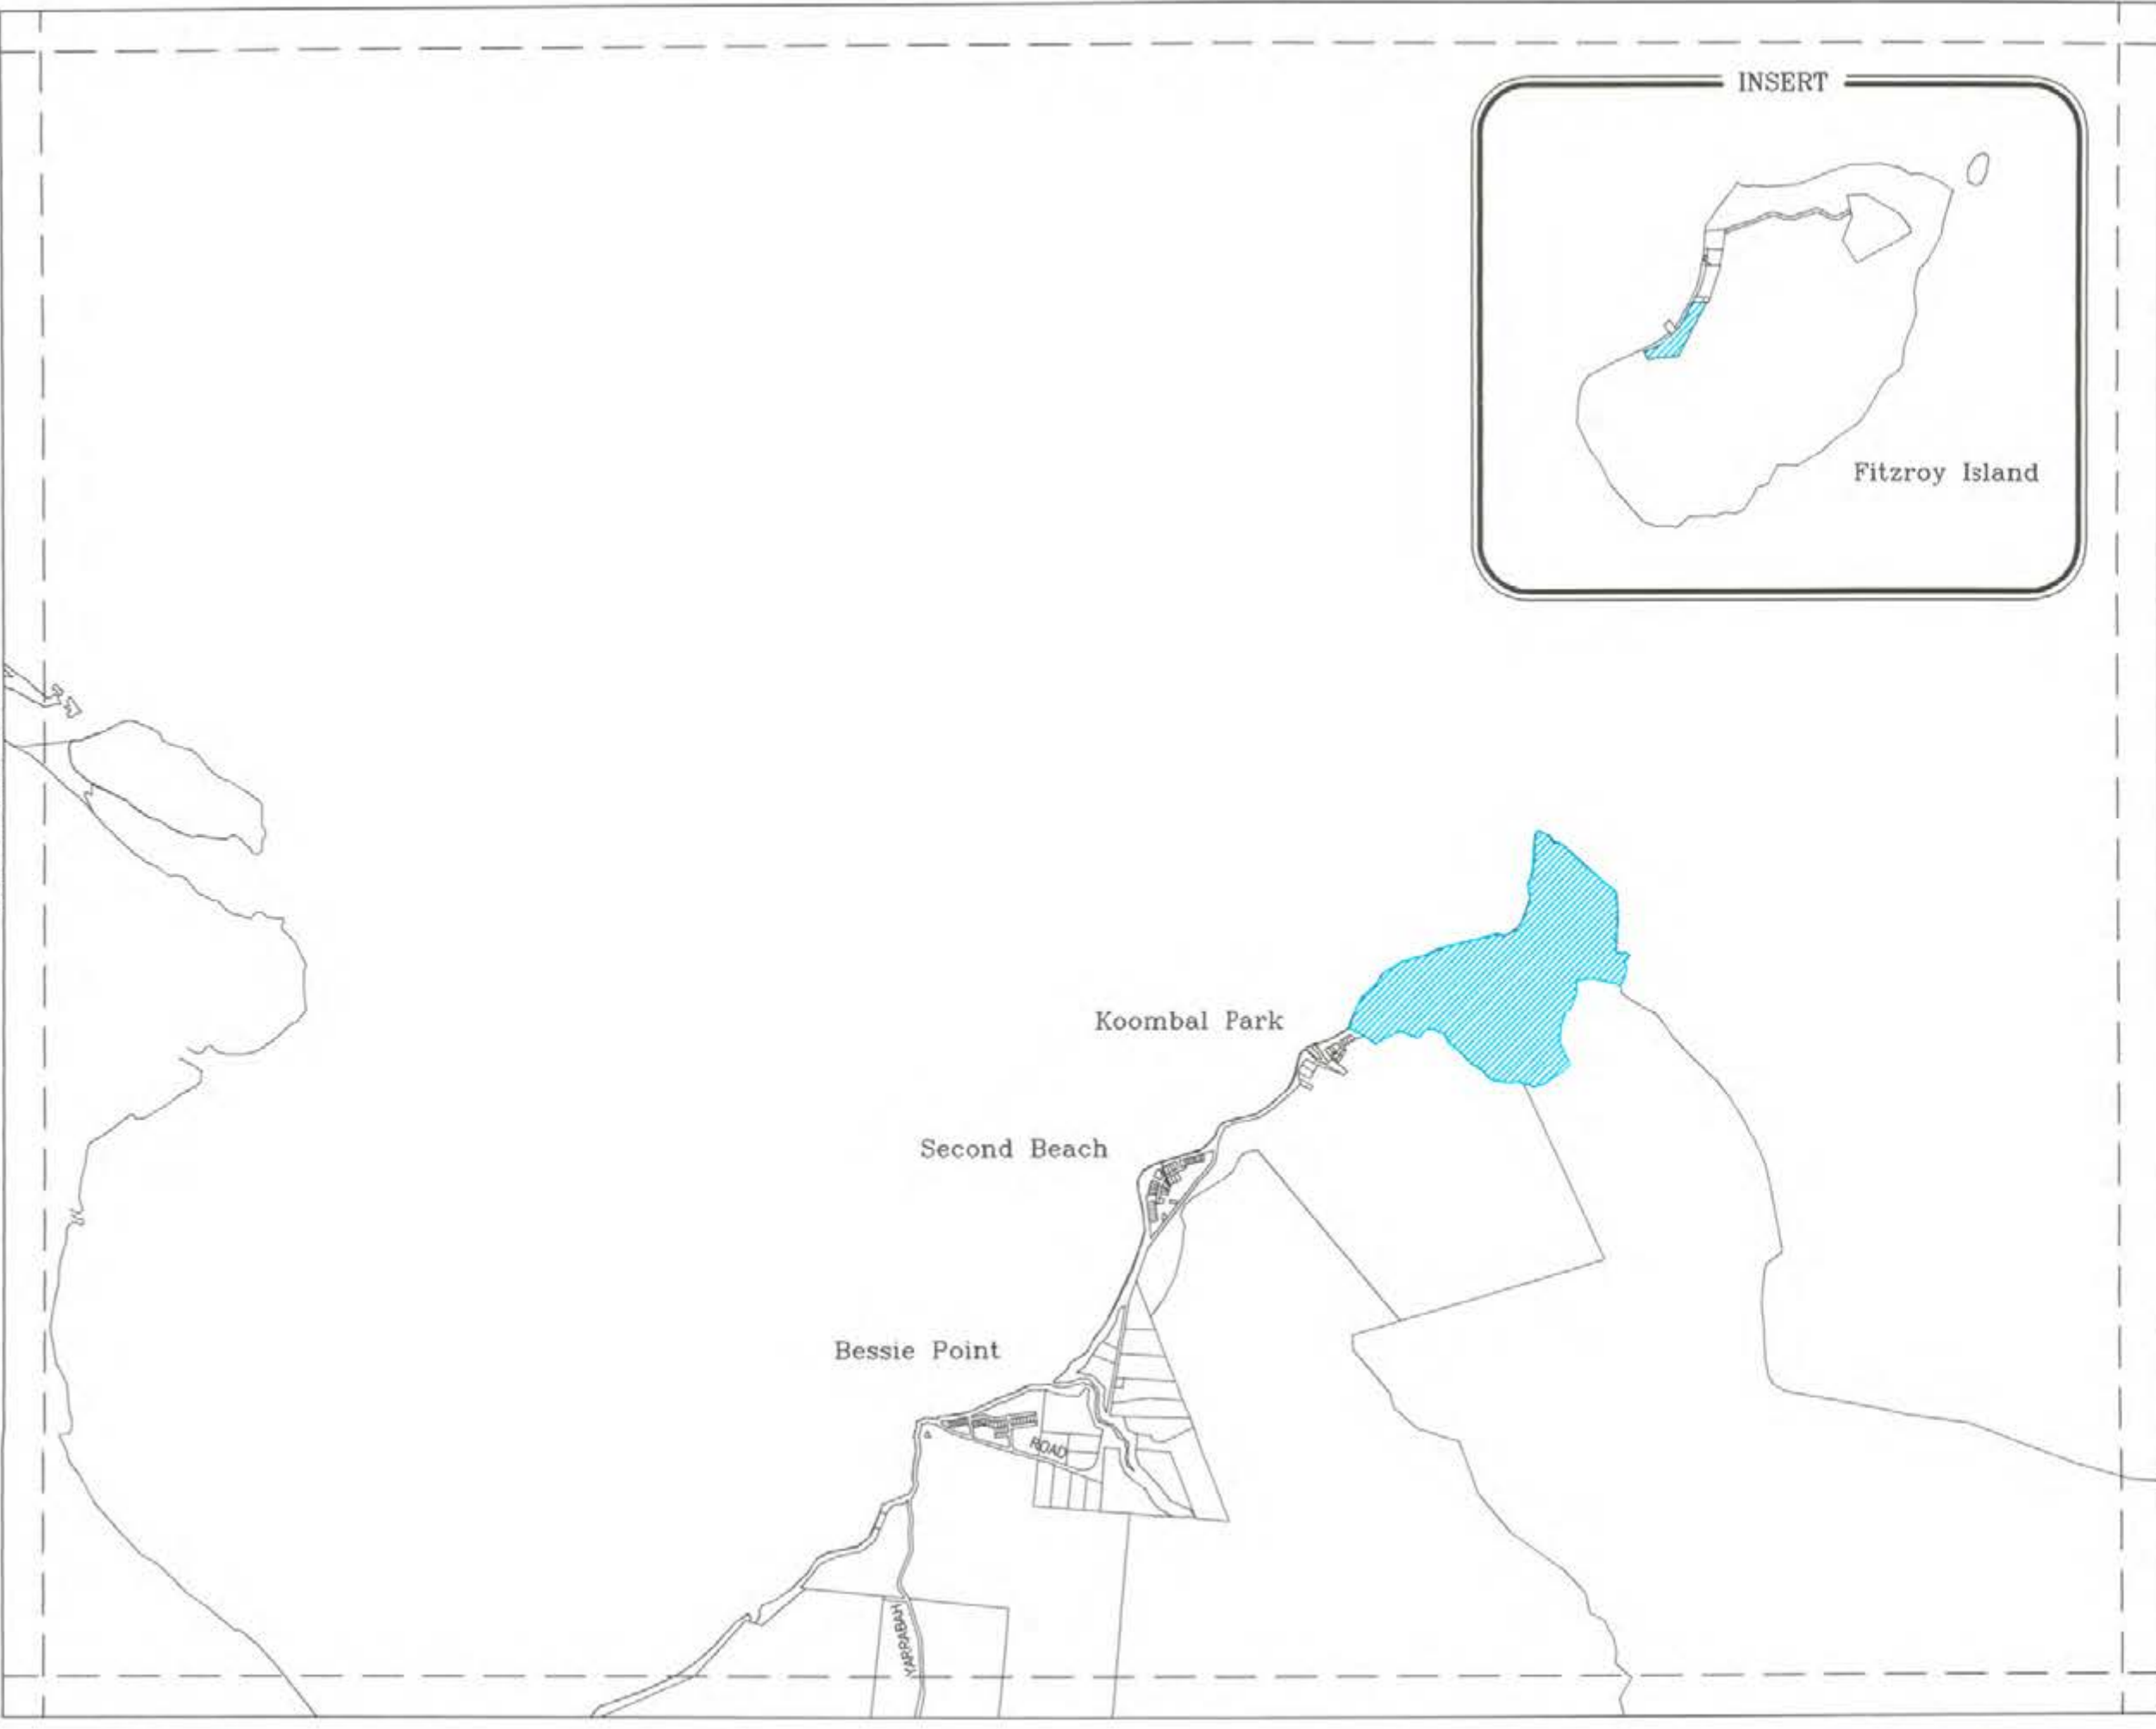 INSERT
Fitzroy Island
Koombal Park
Second Beach
Bessie Point
ROAD
YARRABAH